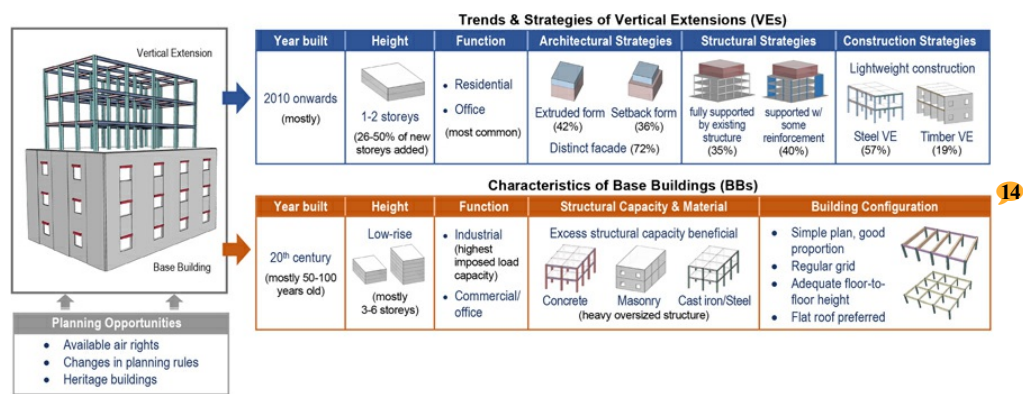 Trends & Strategies of Vertical Extensions (VEs)
Vertical Extension
Base Building
Year built
Height
Function
Architectural Strategies
Structural Strategies
Construction Strategies
2010 onwards
(mostly)
1-2 storeys
(26-50% of new
storeys added)
• Residential
• Office
(most common)
Extruded form
(42%)
Setback form
(36%)
Distinct facade (72%)
fully supported
by existing
structure
(35%)
supported w/
some
reinforcement
(40%)
Lightweight construction
Steel VE
(57%)
Timber VE
(19%)
Characteristics of Base Buildings (BBs)
14
Year built
Height
Function
Structural Capacity & Material
Building Configuration
20th century
(mostly 50-100
years old)
Low-rise
(mostly
3-6 storeys)
• Industrial
(highest
imposed load
capacity)
• Commercial/
office
Excess structural capacity beneficial
Concrete
Masonry
Cast iron/Steel
(heavy oversized structure)
• Simple plan, good
proportion
• Regular grid
• Adequate floor-to-
floor height
• Flat roof preferred
Planning Opportunities
• Available air rights
• Changes in planning rules
• Heritage buildings